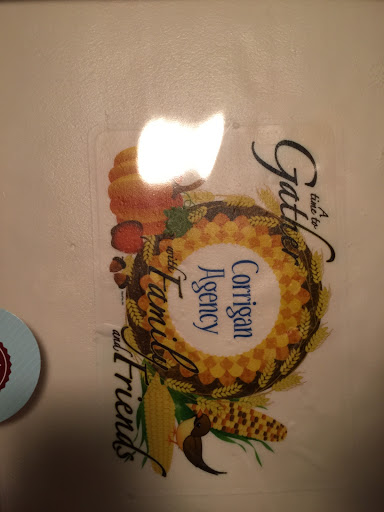 A
time to
Gather
Corrigan
Agency
with Family
and Friends